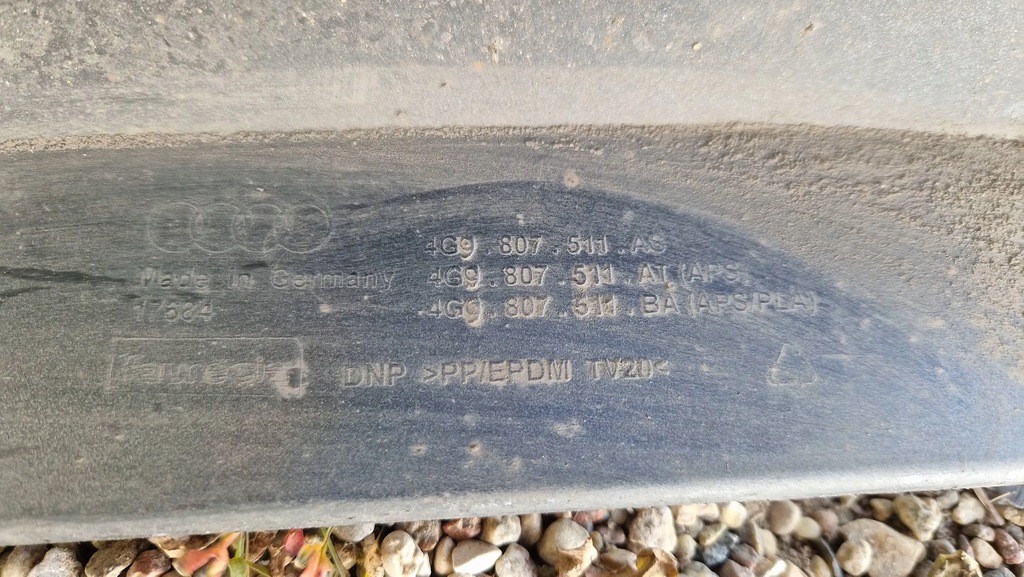 4G9.807.511.AS
Made in Germany 4G9.807.511.AT (APS)
17624 4G9.807.511.BA (APS/PLA)
faurecia DNP >PP/EPDM TV20<